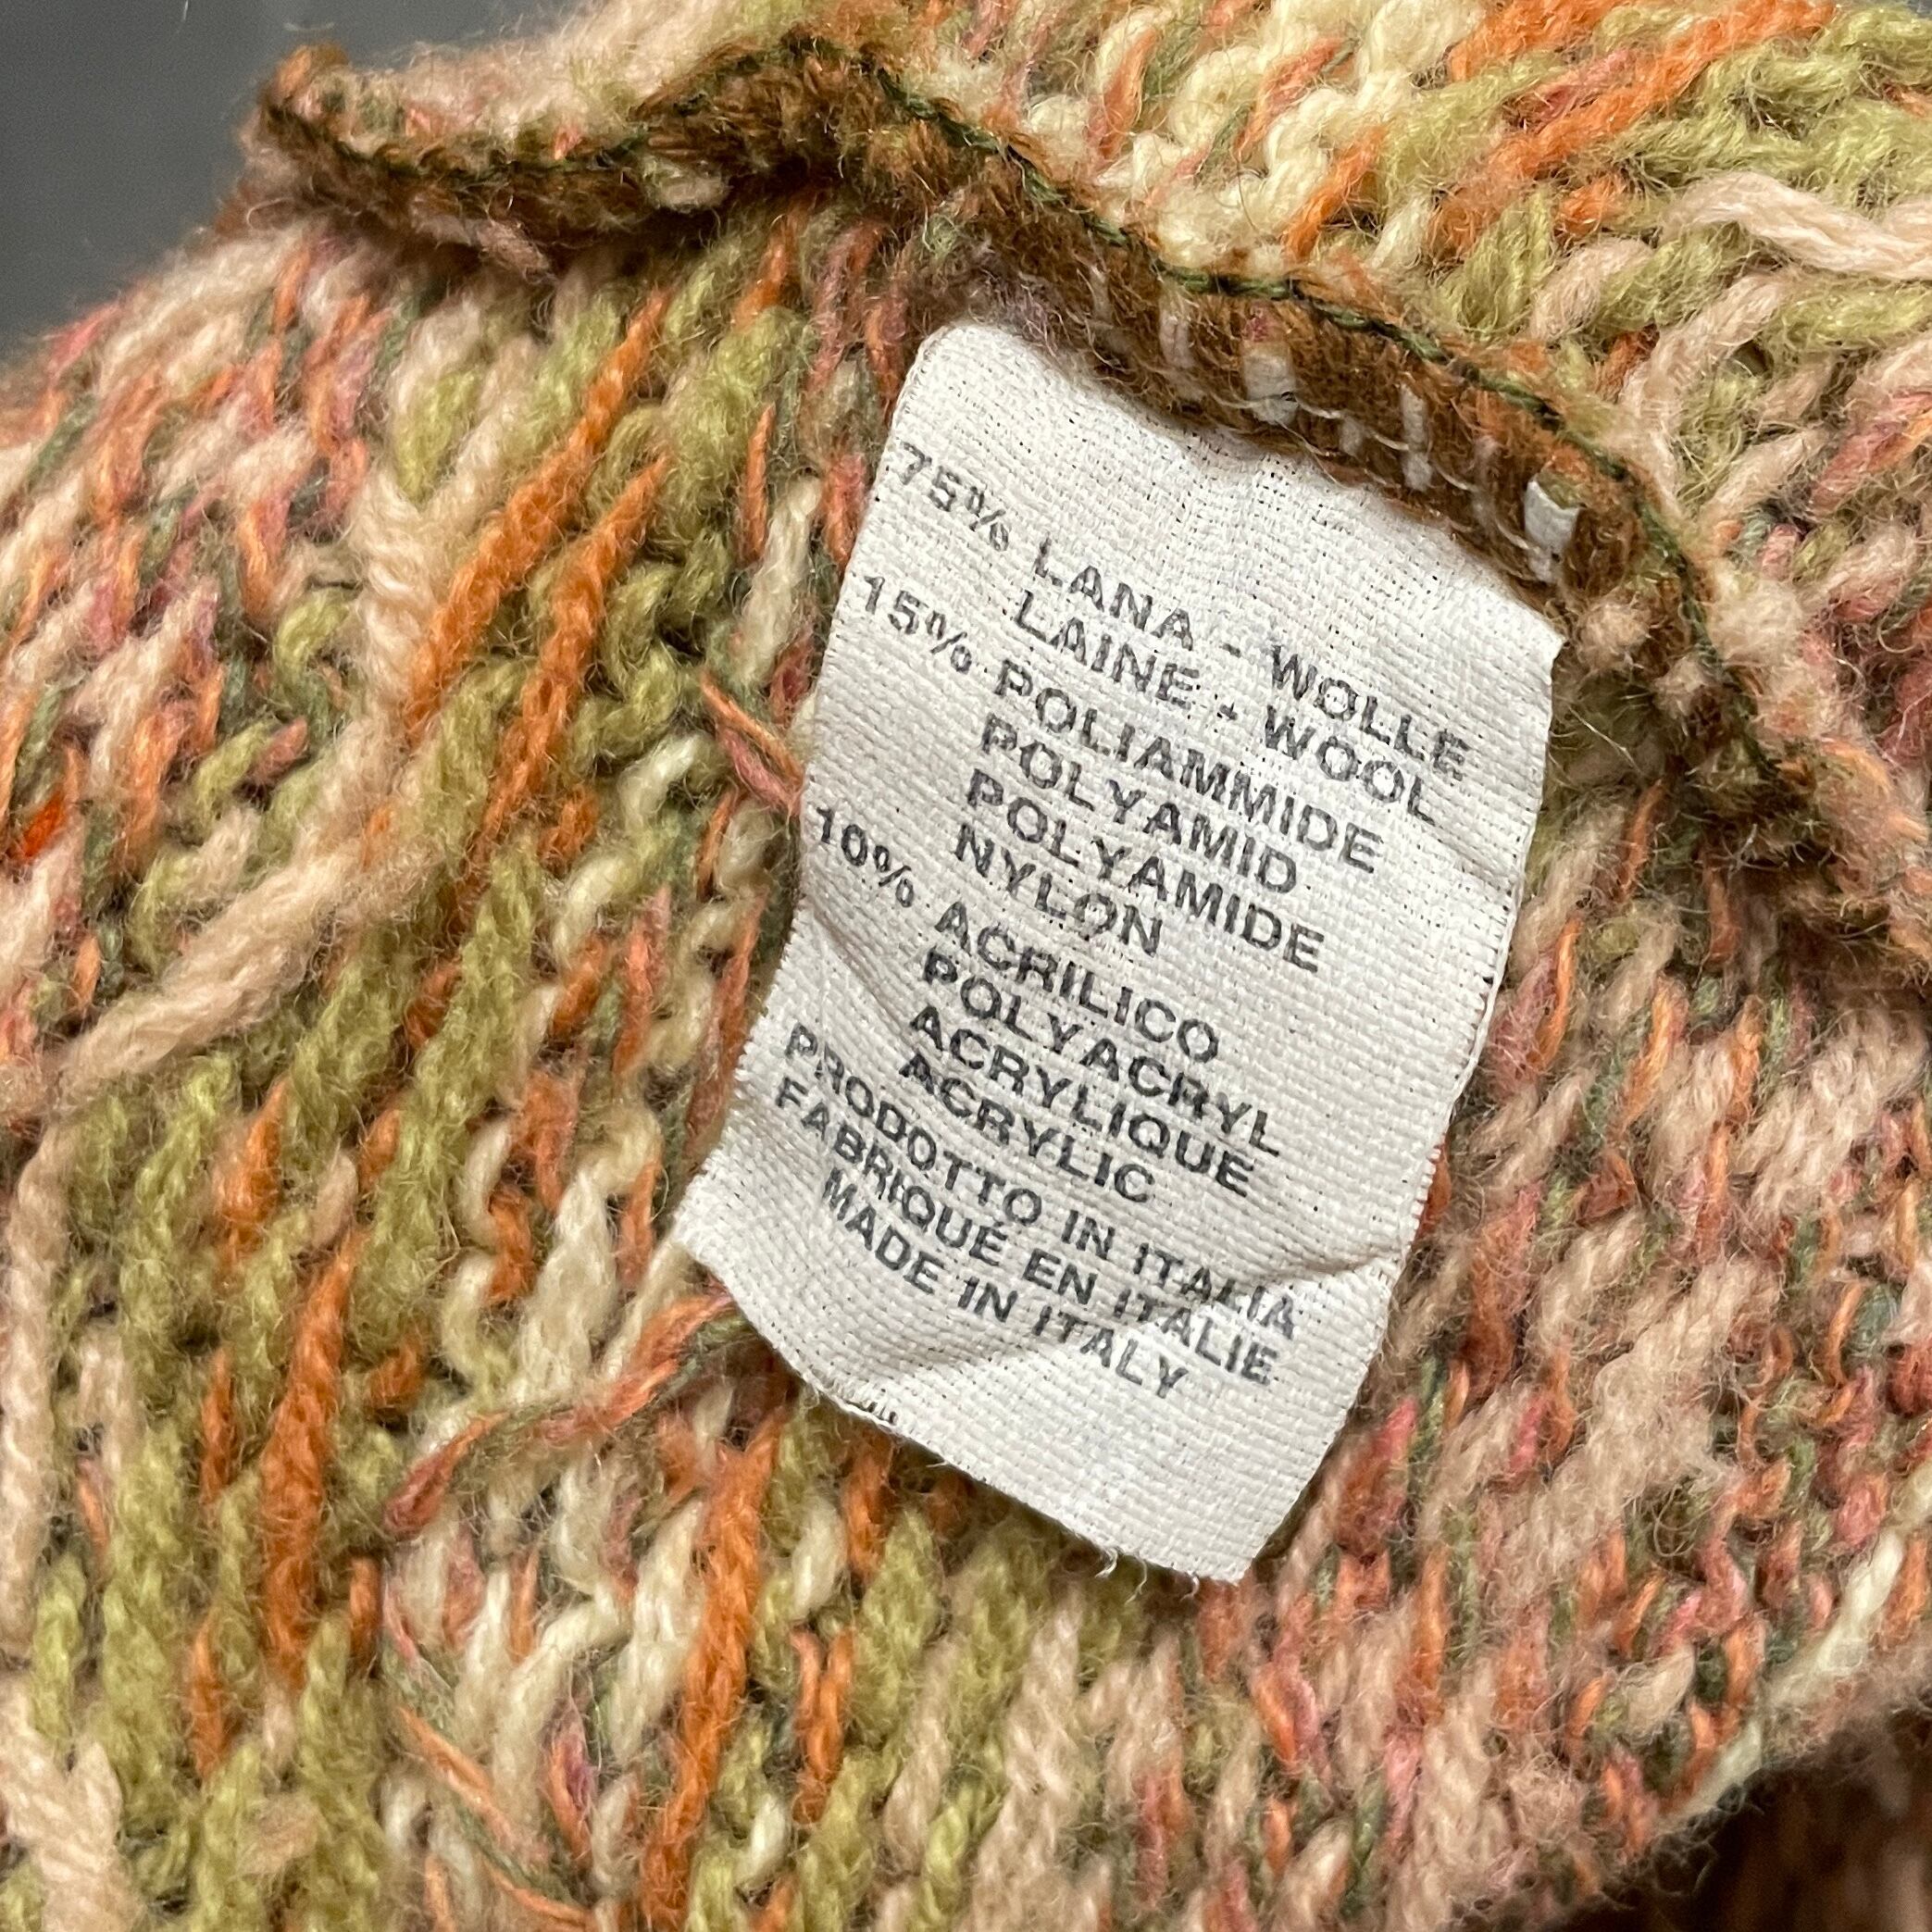 75% LANA - WOLLE
LAINE - WOOL
15% POLIAMMIDE
POLYAMID
POLYAMIDE
NYLON
10% ACRILICO
POLYACRYL
ACRYLIQUE
ACRYLIC
PRODOTTO IN ITALIA
FABRIQUÉ EN ITALIE
MADE IN ITALY